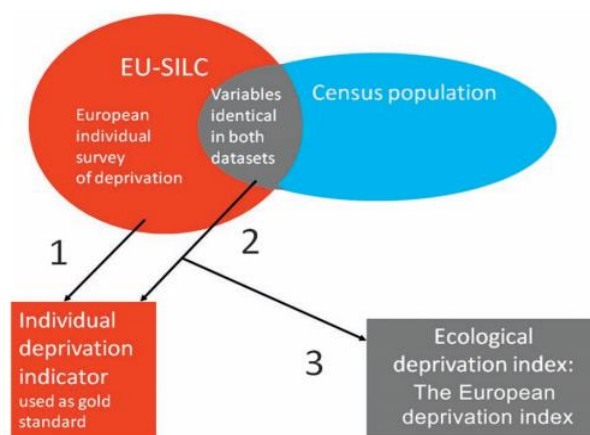 EU-SILC
European
individual
survey
of deprivation
Variables
identical
in both
datasets
Census population
1
2
3
Individual
deprivation
indicator
used as gold
standard
Ecological
deprivation index:
The European
deprivation index